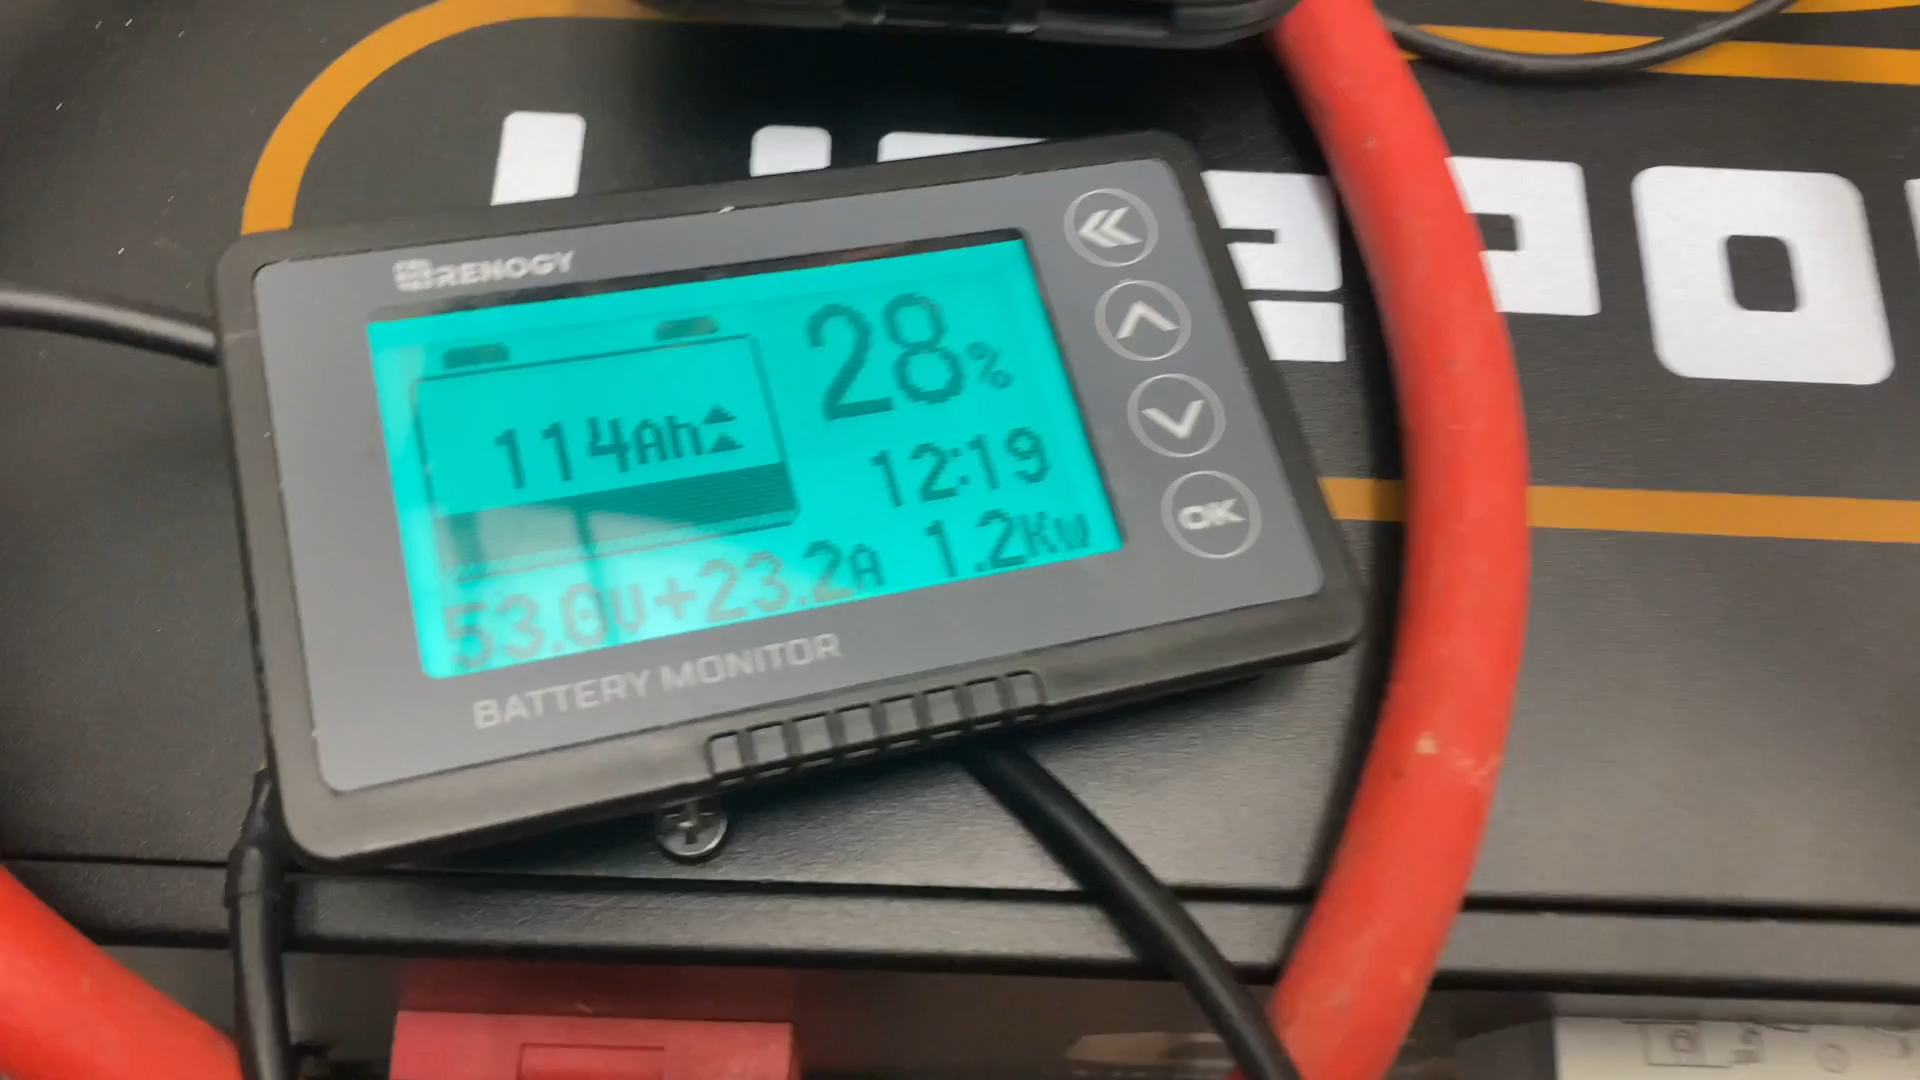 RENOGY
28%
114Ah
12:19
53.0V+23.2A 1.2Kw
OK
BATTERY MONITOR